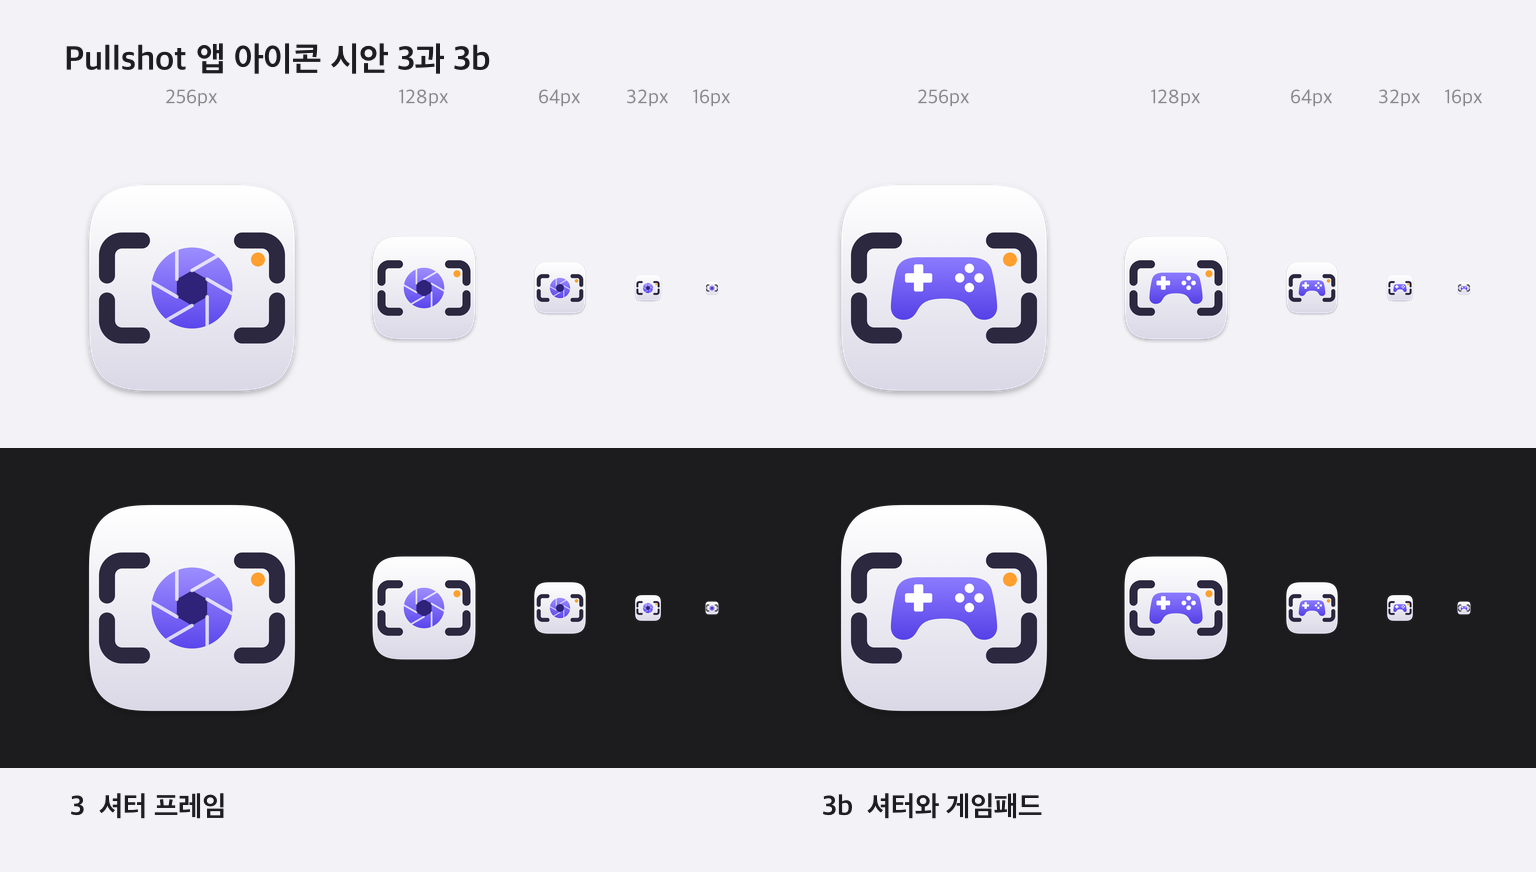 Pullshot 앱 아이콘 시안 3과 3b
256px 128px 64px 32px 16px 256px 128px 64px 32px 16px
3 셔터 프레임 3b 셔터와 게임패드